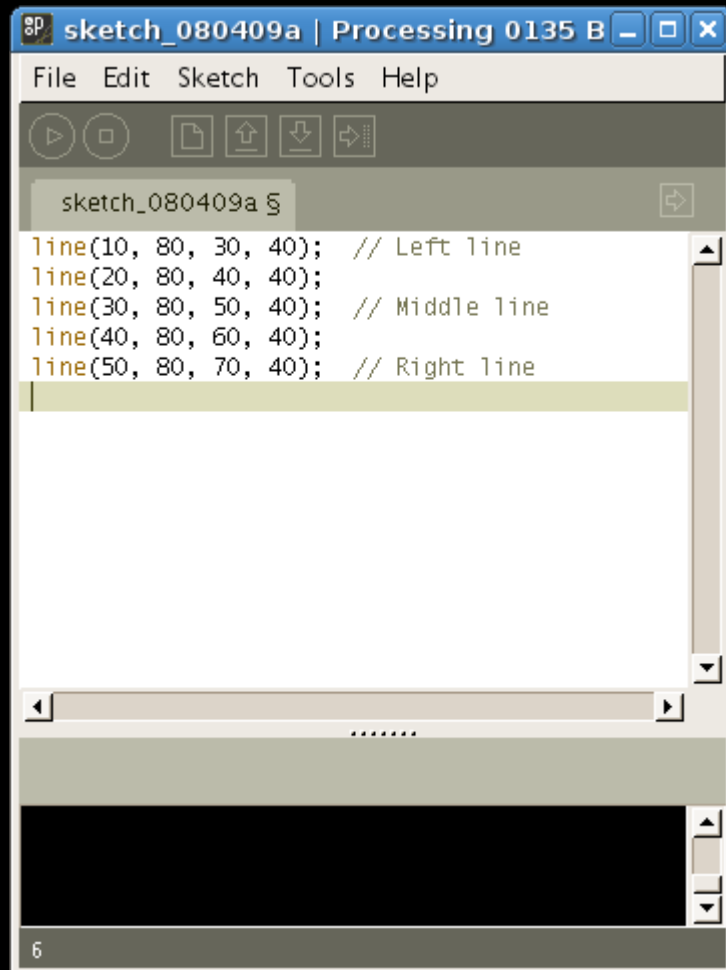 sketch_080409a | Processing 0135 B
File Edit Sketch Tools Help
sketch_080409a §
line(10, 80, 30, 40);  // Left line
line(20, 80, 40, 40);
line(30, 80, 50, 40);  // Middle line
line(40, 80, 60, 40);
line(50, 80, 70, 40);  // Right line
6